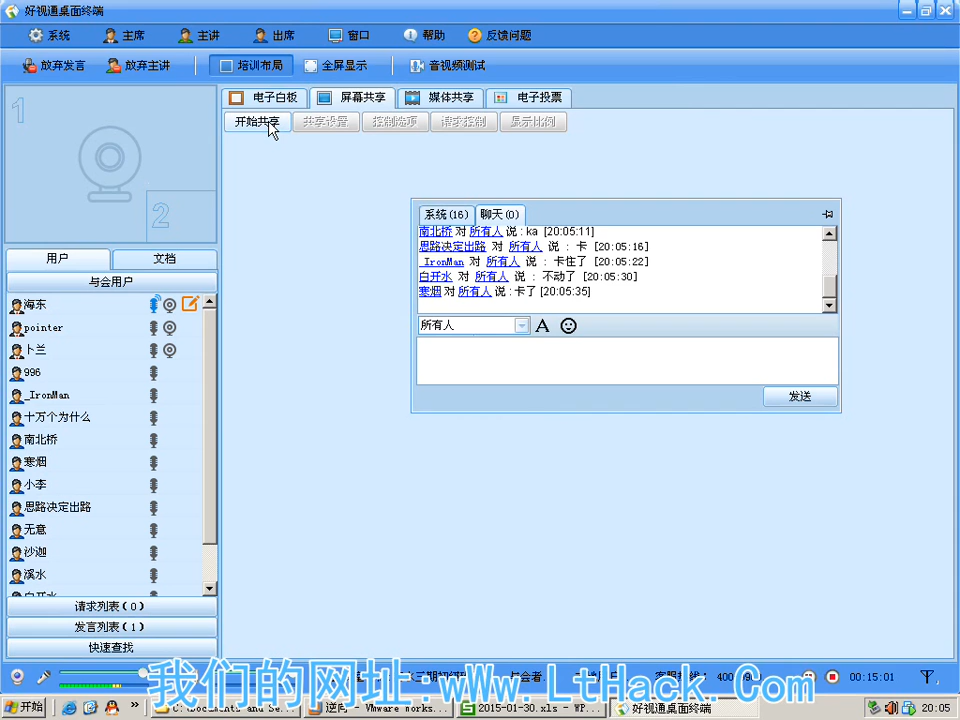 好视通桌面终端
系统 主席 主讲 出席 窗口 帮助 反馈问题
放弃发言 放弃主讲 培训布局 全屏显示 音视频测试
1
2
电子白板 屏幕共享 媒体共享 电子投票
开始共享 共享设置 控制选项 请求控制 显示比例
系统(16) 聊天(0)
南北桥 对 所有人 说 : ka [20:05:11]
思路决定出路 对 所有人 说 : 卡 [20:05:16]
_IronMan 对 所有人 说 : 卡住了 [20:05:22]
白开水 对 所有人 说 : 不动了 [20:05:30]
寒烟 对 所有人 说 : 卡了 [20:05:35]
所有人 A
发送
用户 文档
与会用户
海东
pointer
卜兰
996
_IronMan
十万个为什么
南北桥
寒烟
小李
思路决定出路
无意
沙迦
溪水
白开水
请求列表(0)
发言列表(1)
快速查找
00:15:01
我们的网址:wWw.LtHack.Com
开始 » C:\Documents and Se... 逆向 - VMware works... 2015-01-30.xls - WP... 好视通桌面终端 20:05